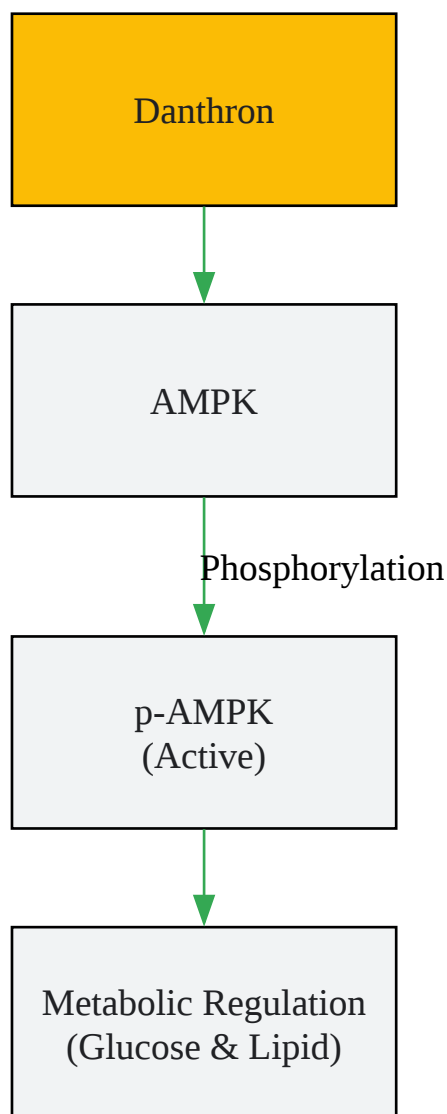 Danthron
AMPK
Phosphorylation
p-AMPK
(Active)
Metabolic Regulation
(Glucose & Lipid)